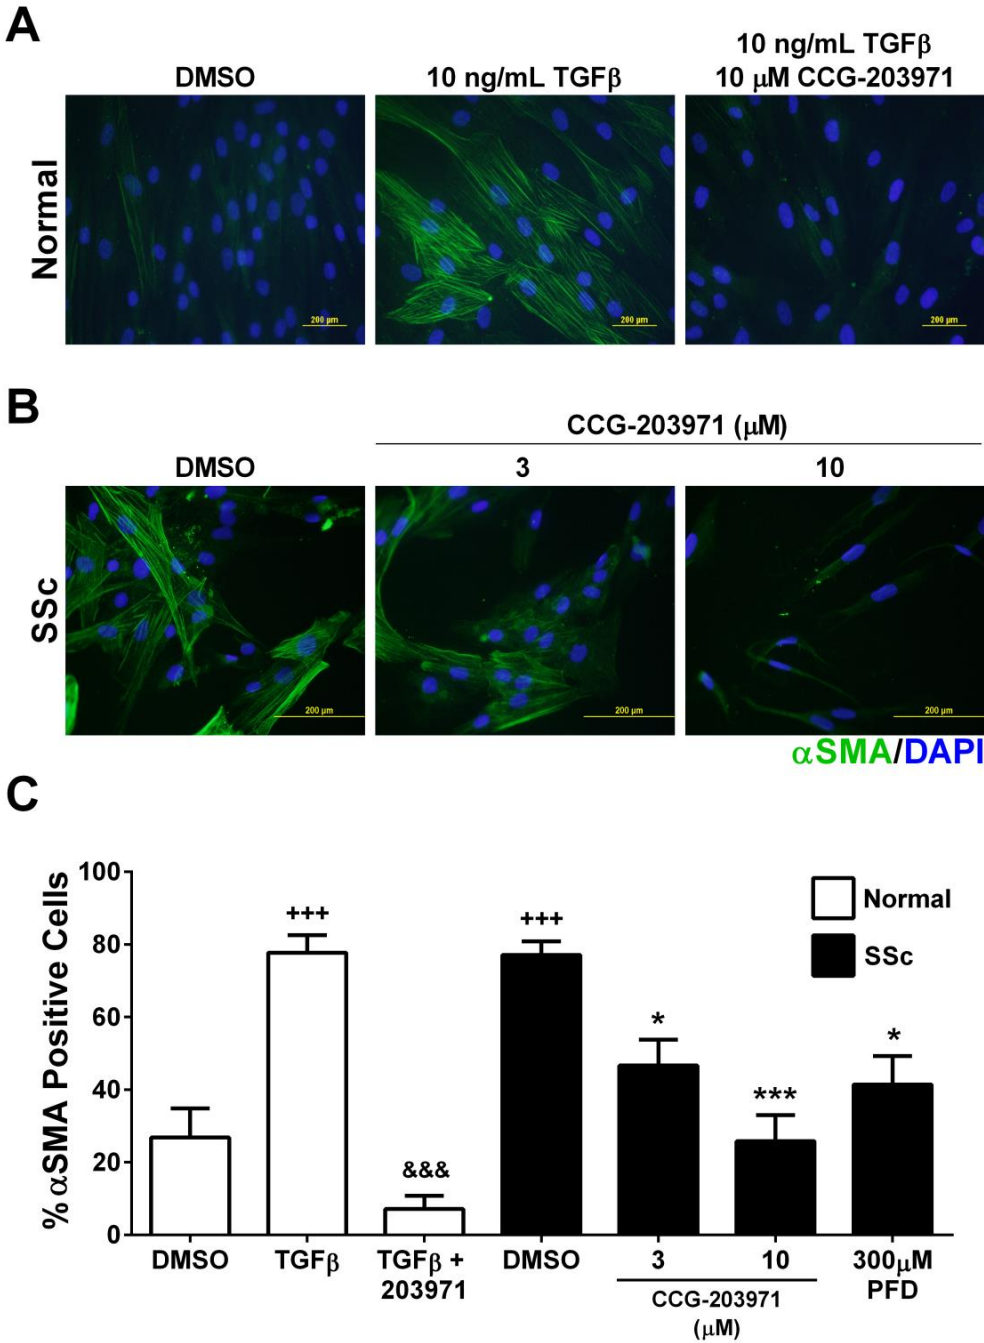 A
DMSO
10 ng/mL TGFβ
10 ng/mL TGFβ
10 μM CCG-203971
Normal
200 μm
200 μm
200 μm
B
CCG-203971 (μM)
DMSO
3
10
SSc
200 μm
200 μm
200 μm
αSMA/DAPI
C
% αSMA Positive Cells
100
80
60
40
20
0
+++
&&&
+++
*
***
*
Normal
SSc
DMSO
TGFβ
TGFβ +
203971
DMSO
3
10
CCG-203971
(μM)
300μM
PFD